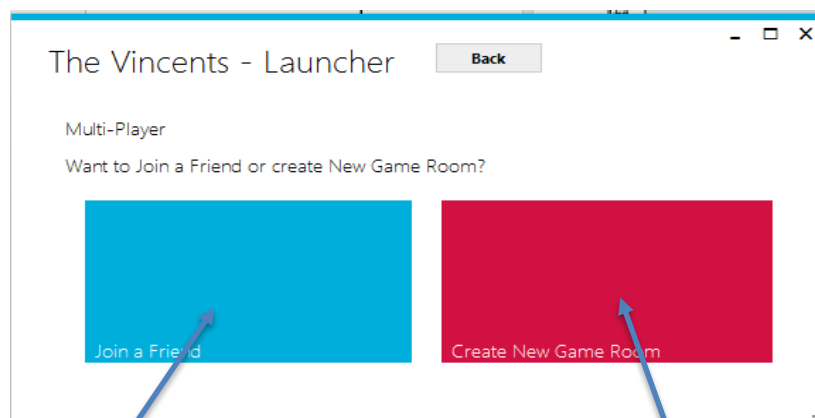 The Vincents - Launcher
Back
Multi-Player
Want to Join a Friend or create New Game Room?
Join a Friend
Create New Game Room